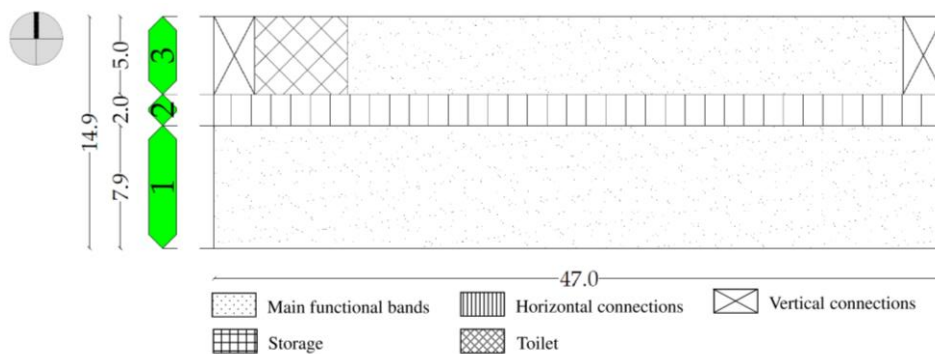 3
5.0
2
2.0
14.9
1
7.9
47.0
Main functional bands
Horizontal connections
Vertical connections
Storage
Toilet